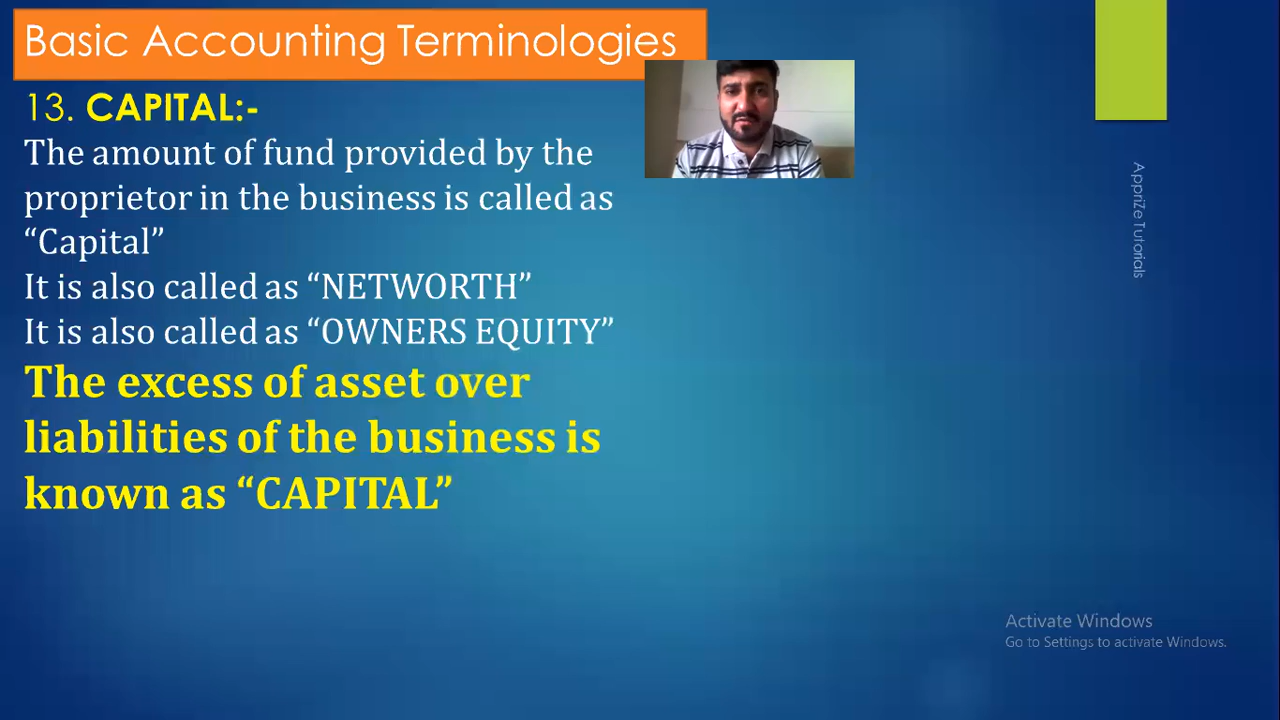 Basic Accounting Terminologies
13. CAPITAL:-
The amount of fund provided by the
proprietor in the business is called as
“Capital”
It is also called as “NETWORTH”
It is also called as “OWNERS EQUITY”
The excess of asset over
liabilities of the business is
known as “CAPITAL”
AppriZe Tutorials
Activate Windows
Go to Settings to activate Windows.